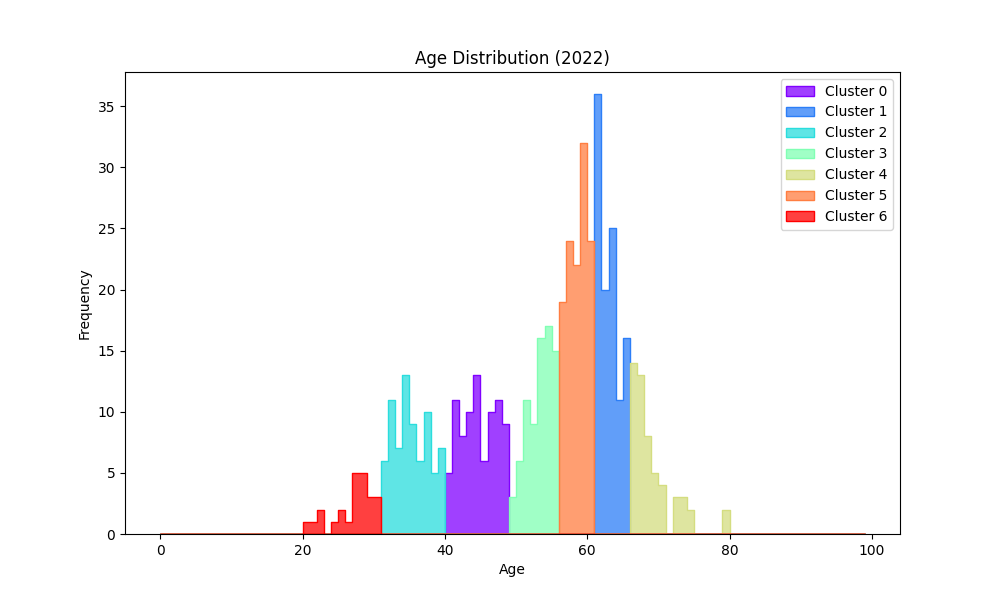 Age Distribution (2022)
Cluster 0
Cluster 1
Cluster 2
Cluster 3
Cluster 4
Cluster 5
Cluster 6
Frequency
35
30
25
20
15
10
5
0
0 20 40 60 80 100
Age